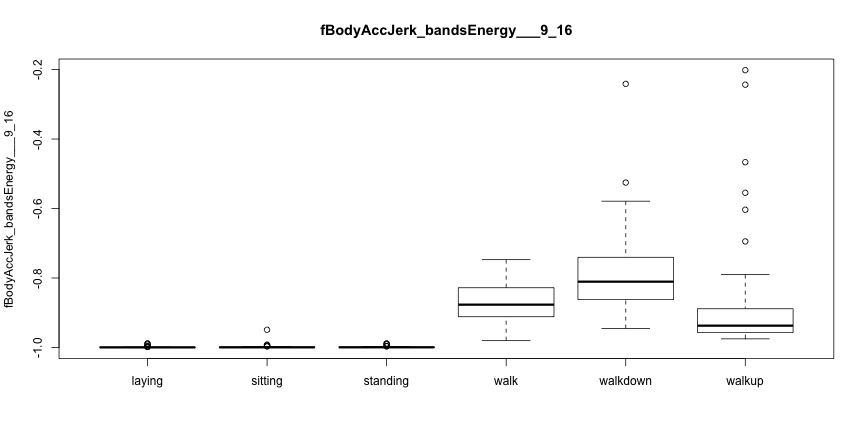 fBodyAccJerk_bandsEnergy___9_16
fBodyAccJerk_bandsEnergy___9_16
-0.2
-0.4
-0.6
-0.8
-1.0
laying sitting standing walk walkdown walkup